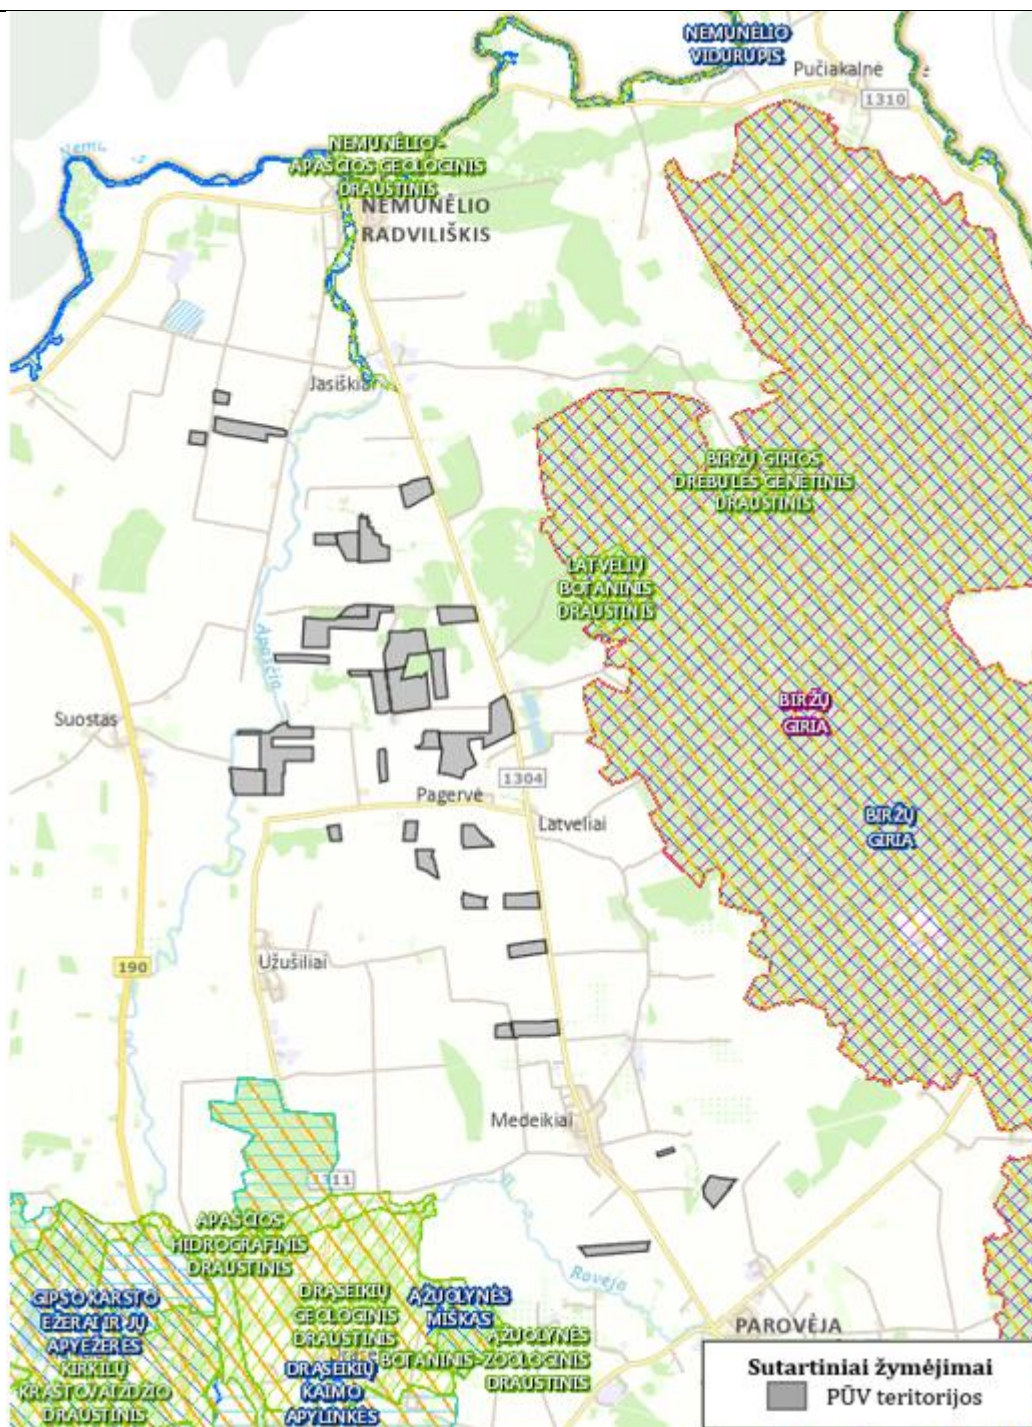 NEMUNĖLIO
VIDURUPIS
Pučiakalnė
1310
NEMUNĖLIO -
APAŠČIOS GEOLOGINIS
DRAUSTINIS
NEMUNĖLIO
RADVILIŠKIS
Jasiškiai
BIRŽŲ GIRIOS
DREBULĖS GENETINIS
DRAUSTINIS
LATVELIŲ
BOTANINIS
DRAUSTINIS
Apaščia
Suostas
BIRŽŲ
GIRIA
1304
Pagervė
Latveliai
BIRŽŲ
GIRIA
Užušiliai
190
Medeikiai
APAŠČIOS
HIDROGRAFINIS
DRAUSTINIS
Rovėja
GIPSO KARSTO
EŽERAI IR JŲ
APYEŽERĖS
KIRKILŲ
KRAŠTOVAIZDŽIO
DRAUSTINIS
DRASEIKIŲ
GEOLOGINIS
DRAUSTINIS
DRASEIKIŲ
KAIMO
APYLINKĖS
ĄŽUOLYNĖS
MIŠKAS
ĄŽUOLYNĖS
BOTANINIS-ZOOLOGINIS
DRAUSTINIS
PAROVĖJA
Sutartiniai žymėjimai
PŪV teritorijos